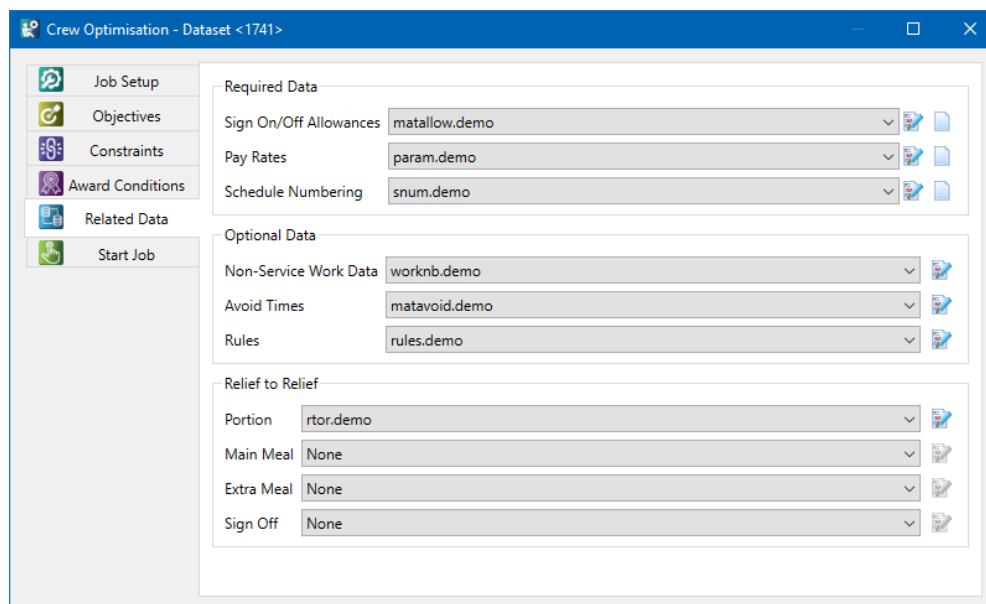 Crew Optimisation - Dataset <1741>
Job Setup
Objectives
Constraints
Award Conditions
Related Data
Start Job
Required Data
Sign On/Off Allowances matallow.demo
Pay Rates param.demo
Schedule Numbering snum.demo
Optional Data
Non-Service Work Data worknb.demo
Avoid Times matavoid.demo
Rules rules.demo
Relief to Relief
Portion rtor.demo
Main Meal None
Extra Meal None
Sign Off None